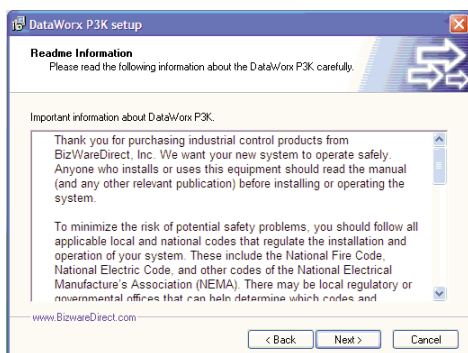 DataWorx P3K setup
Readme Information
Please read the following information about the DataWorx P3K carefully.
Important information about DataWorx P3K.
Thank you for purchasing industrial control products from
BizWareDirect, Inc. We want your new system to operate safely.
Anyone who installs or uses this equipment should read the manual
(and any other relevant publication) before installing or operating the
system.
To minimize the risk of potential safety problems, you should follow all
applicable local and national codes that regulate the installation and
operation of your system. These include the National Fire Code,
National Electric Code, and other codes of the National Electrical
Manufacture's Association (NEMA). There may be local regulatory or
governmental offices that can help determine which codes and
www.BizwareDirect.com
< Back
Next >
Cancel